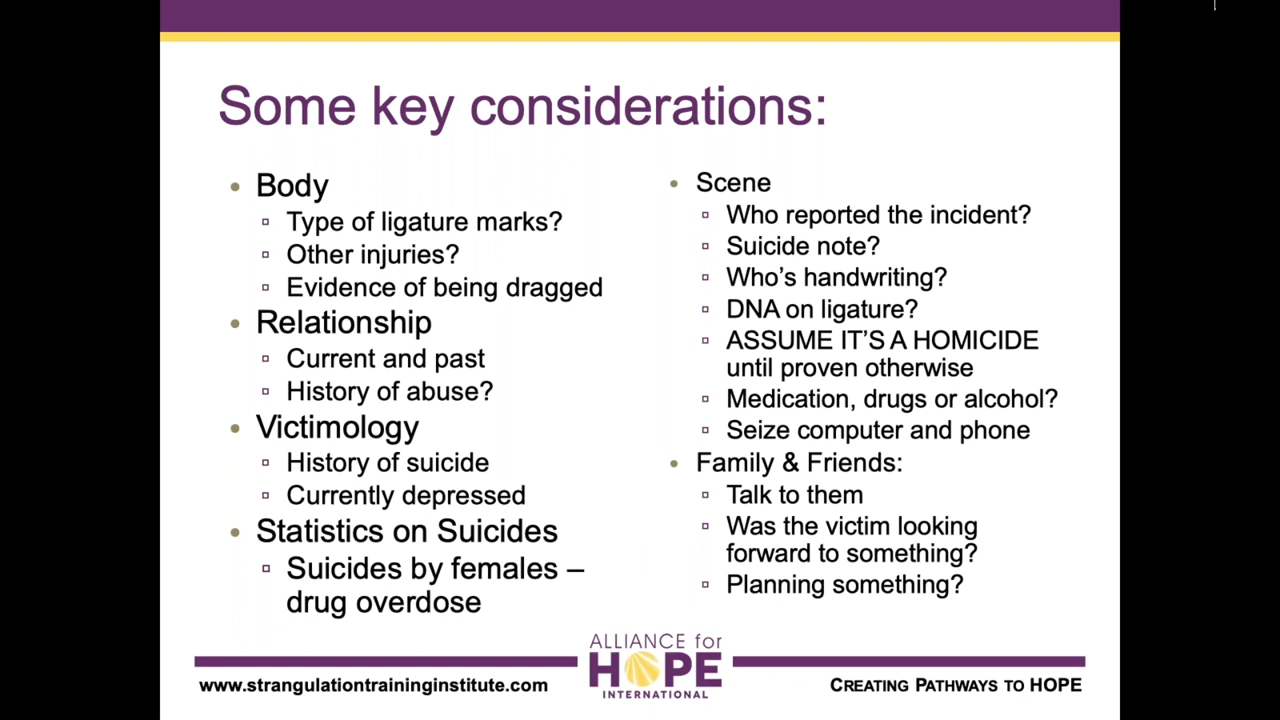 Some key considerations:
• Body
▫ Type of ligature marks?
▫ Other injuries?
▫ Evidence of being dragged
• Relationship
▫ Current and past
▫ History of abuse?
• Victimology
▫ History of suicide
▫ Currently depressed
• Statistics on Suicides
▫ Suicides by females –
drug overdose
• Scene
▫ Who reported the incident?
▫ Suicide note?
▫ Who's handwriting?
▫ DNA on ligature?
▫ ASSUME IT'S A HOMICIDE
until proven otherwise
▫ Medication, drugs or alcohol?
▫ Seize computer and phone
• Family & Friends:
▫ Talk to them
▫ Was the victim looking
forward to something?
▫ Planning something?
www.strangulationtraininginstitute.com
ALLIANCE for
HOPE
INTERNATIONAL
CREATING PATHWAYS TO HOPE